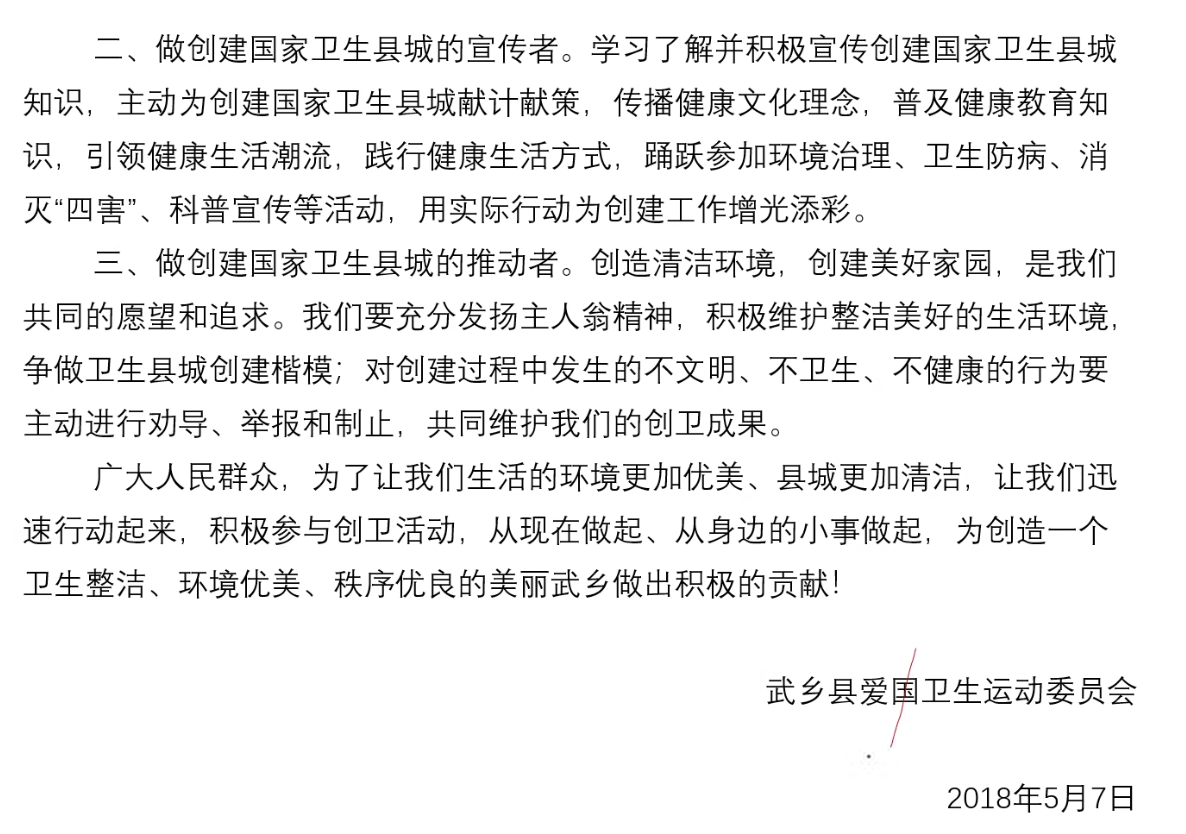 二、做创建国家卫生县城的宣传者。学习了解并积极宣传创建国家卫生县城
知识，主动为创建国家卫生县城献计献策，传播健康文化理念，普及健康教育知
识，引领健康生活潮流，践行健康生活方式，踊跃参加环境治理、卫生防病、消
灭“四害”、科普宣传等活动，用实际行动为创建工作增光添彩。
三、做创建国家卫生县城的推动者。创造清洁环境，创建美好家园，是我们
共同的愿望和追求。我们要充分发扬主人翁精神，积极维护整洁美好的生活环境，
争做卫生县城创建楷模；对创建过程中发生的不文明、不卫生、不健康的行为要
主动进行劝导、举报和制止，共同维护我们的创卫成果。
广大人民群众，为了让我们生活的环境更加优美、县城更加清洁，让我们迅
速行动起来，积极参与创卫活动，从现在做起、从身边的小事做起，为创造一个
卫生整洁、环境优美、秩序优良的美丽武乡做出积极的贡献！
武乡县爱国卫生运动委员会
2018年5月7日